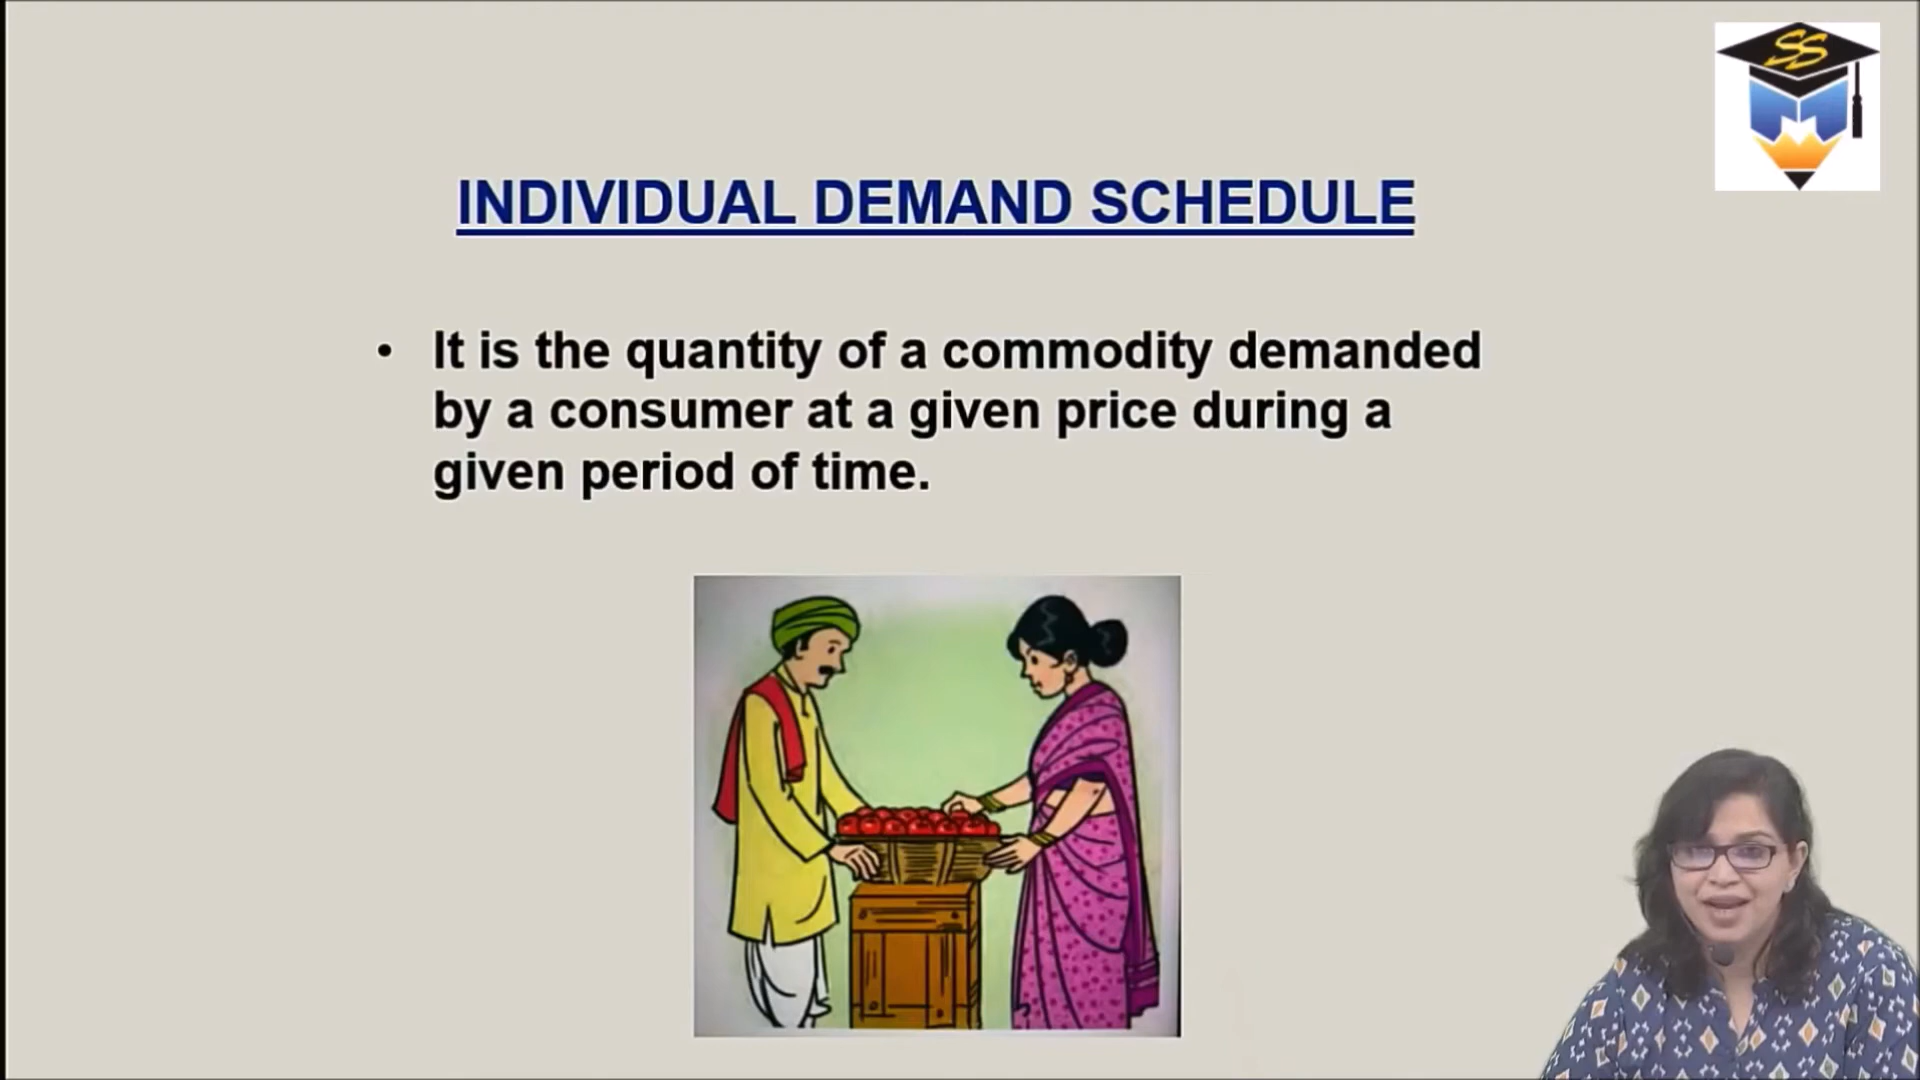 SS
INDIVIDUAL DEMAND SCHEDULE
• It is the quantity of a commodity demanded
by a consumer at a given price during a
given period of time.